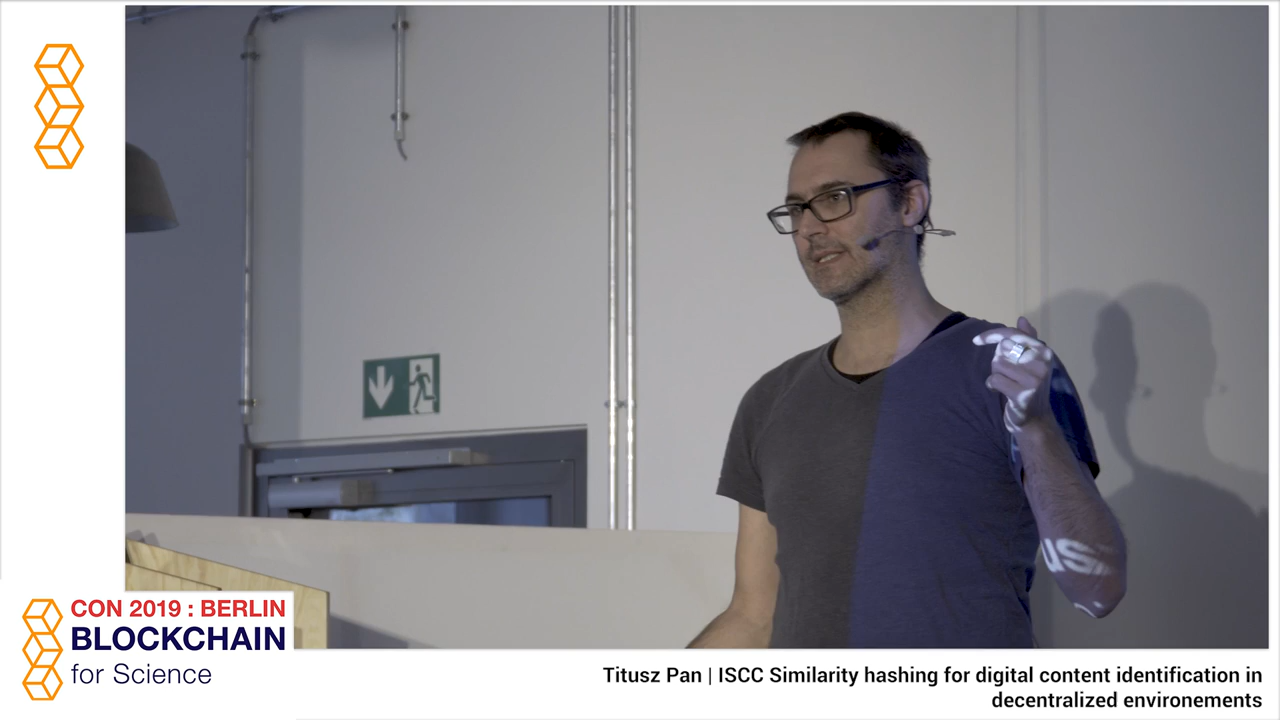 CON 2019 : BERLIN
BLOCKCHAIN
for Science
Titusz Pan | ISCC Similarity hashing for digital content identification in
decentralized environements